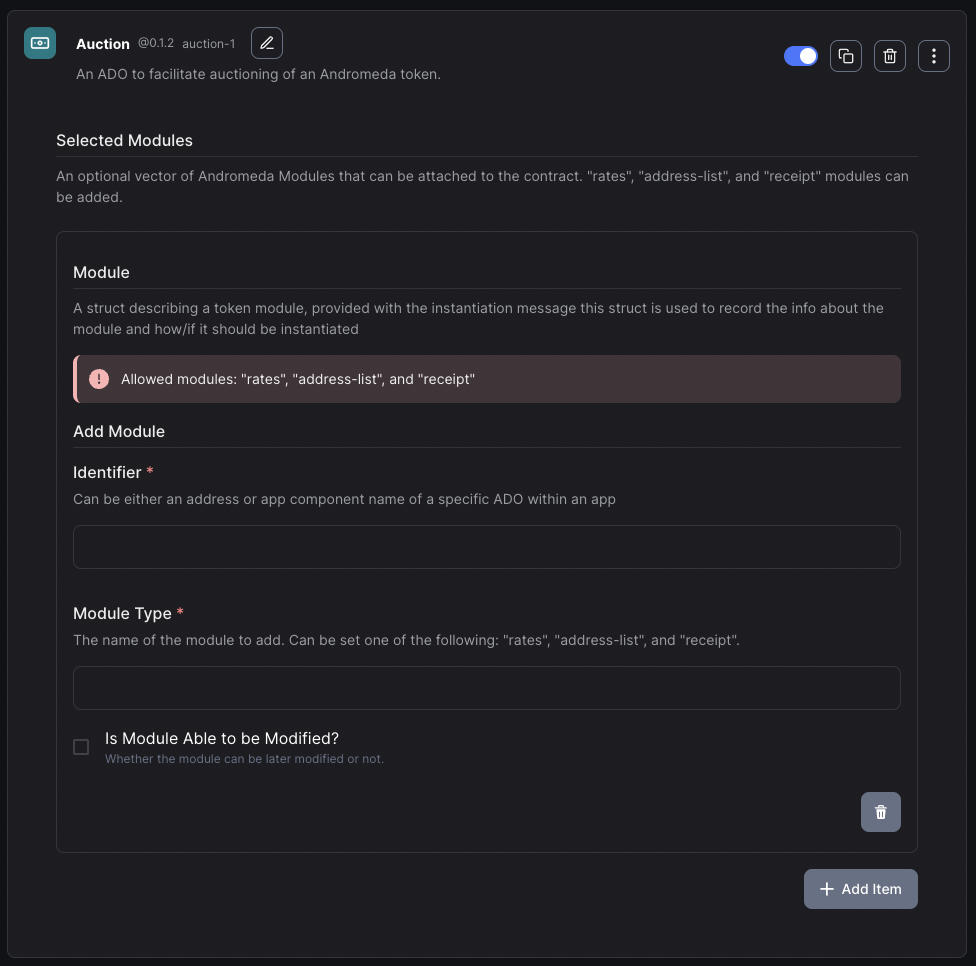 Auction @0.1.2 auction-1
An ADO to facilitate auctioning of an Andromeda token.
Selected Modules
An optional vector of Andromeda Modules that can be attached to the contract. "rates", "address-list", and "receipt" modules can
be added.
Module
A struct describing a token module, provided with the instantiation message this struct is used to record the info about the
module and how/if it should be instantiated
Allowed modules: "rates", "address-list", and "receipt"
Add Module
Identifier *
Can be either an address or app component name of a specific ADO within an app
Module Type *
The name of the module to add. Can be set one of the following: "rates", "address-list", and "receipt".
Is Module Able to be Modified?
Whether the module can be later modified or not.
Add Item